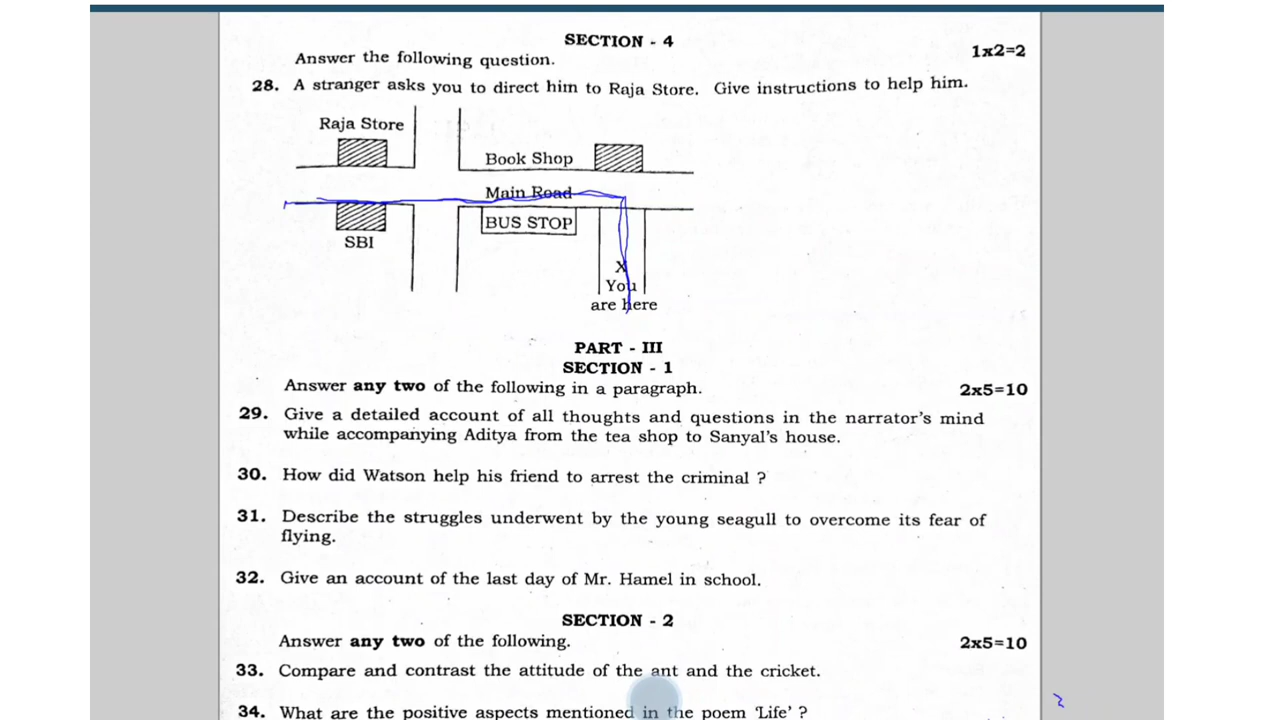 SECTION - 4
Answer the following question.
1x2=2
28. A stranger asks you to direct him to Raja Store. Give instructions to help him.
Raja Store
Book Shop
Main Road
BUS STOP
SBI
X
You
are here
PART - III
SECTION - 1
Answer any two of the following in a paragraph.
2x5=10
29. Give a detailed account of all thoughts and questions in the narrator's mind
while accompanying Aditya from the tea shop to Sanyal's house.
30. How did Watson help his friend to arrest the criminal ?
31. Describe the struggles underwent by the young seagull to overcome its fear of
flying.
32. Give an account of the last day of Mr. Hamel in school.
SECTION - 2
Answer any two of the following.
2x5=10
33. Compare and contrast the attitude of the ant and the cricket.
34. What are the positive aspects mentioned in the poem 'Life' ?